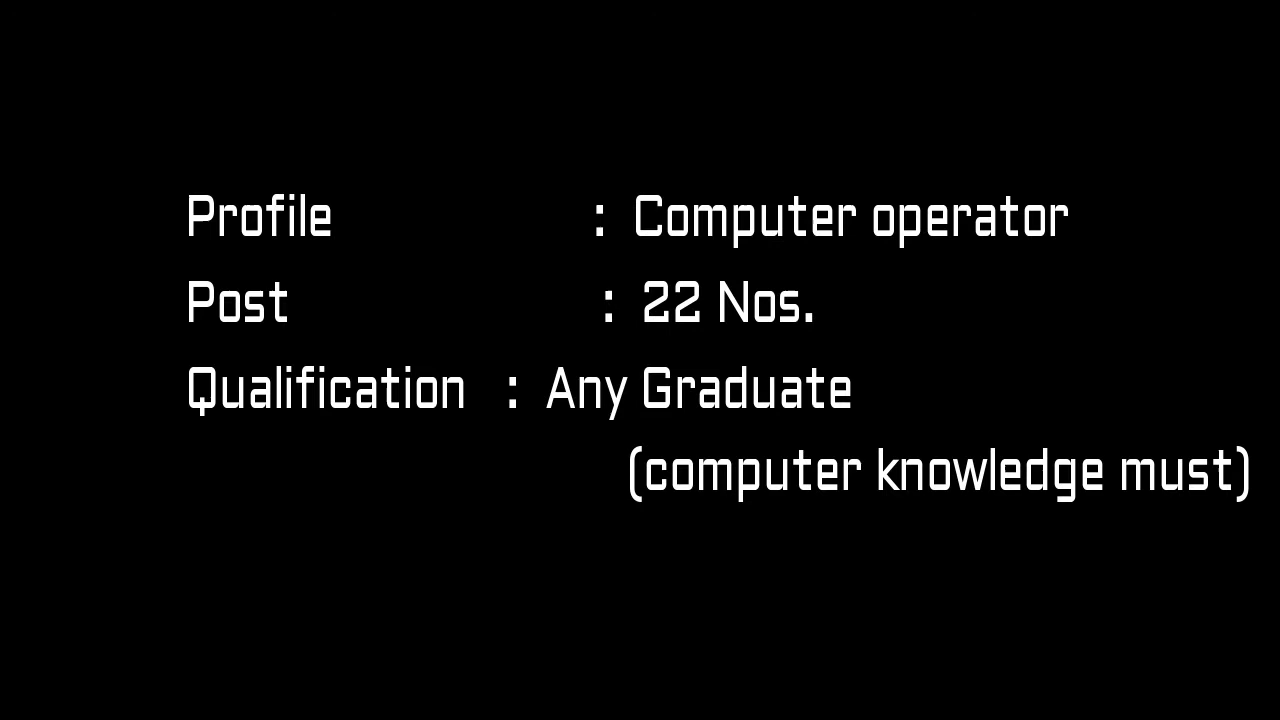 Profile : Computer operator
Post : 22 Nos.
Qualification : Any Graduate
(computer knowledge must)